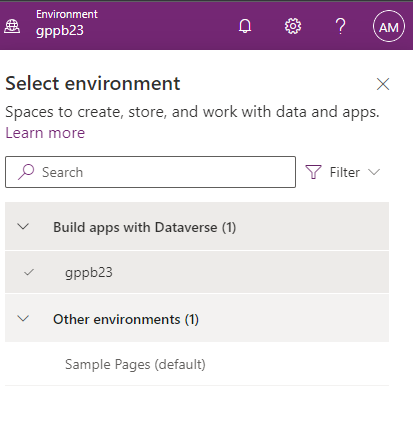 Environment
gppb23
AM
Select environment
Spaces to create, store, and work with data and apps.
Learn more
Search
Filter
Build apps with Dataverse (1)
gppb23
Other environments (1)
Sample Pages (default)